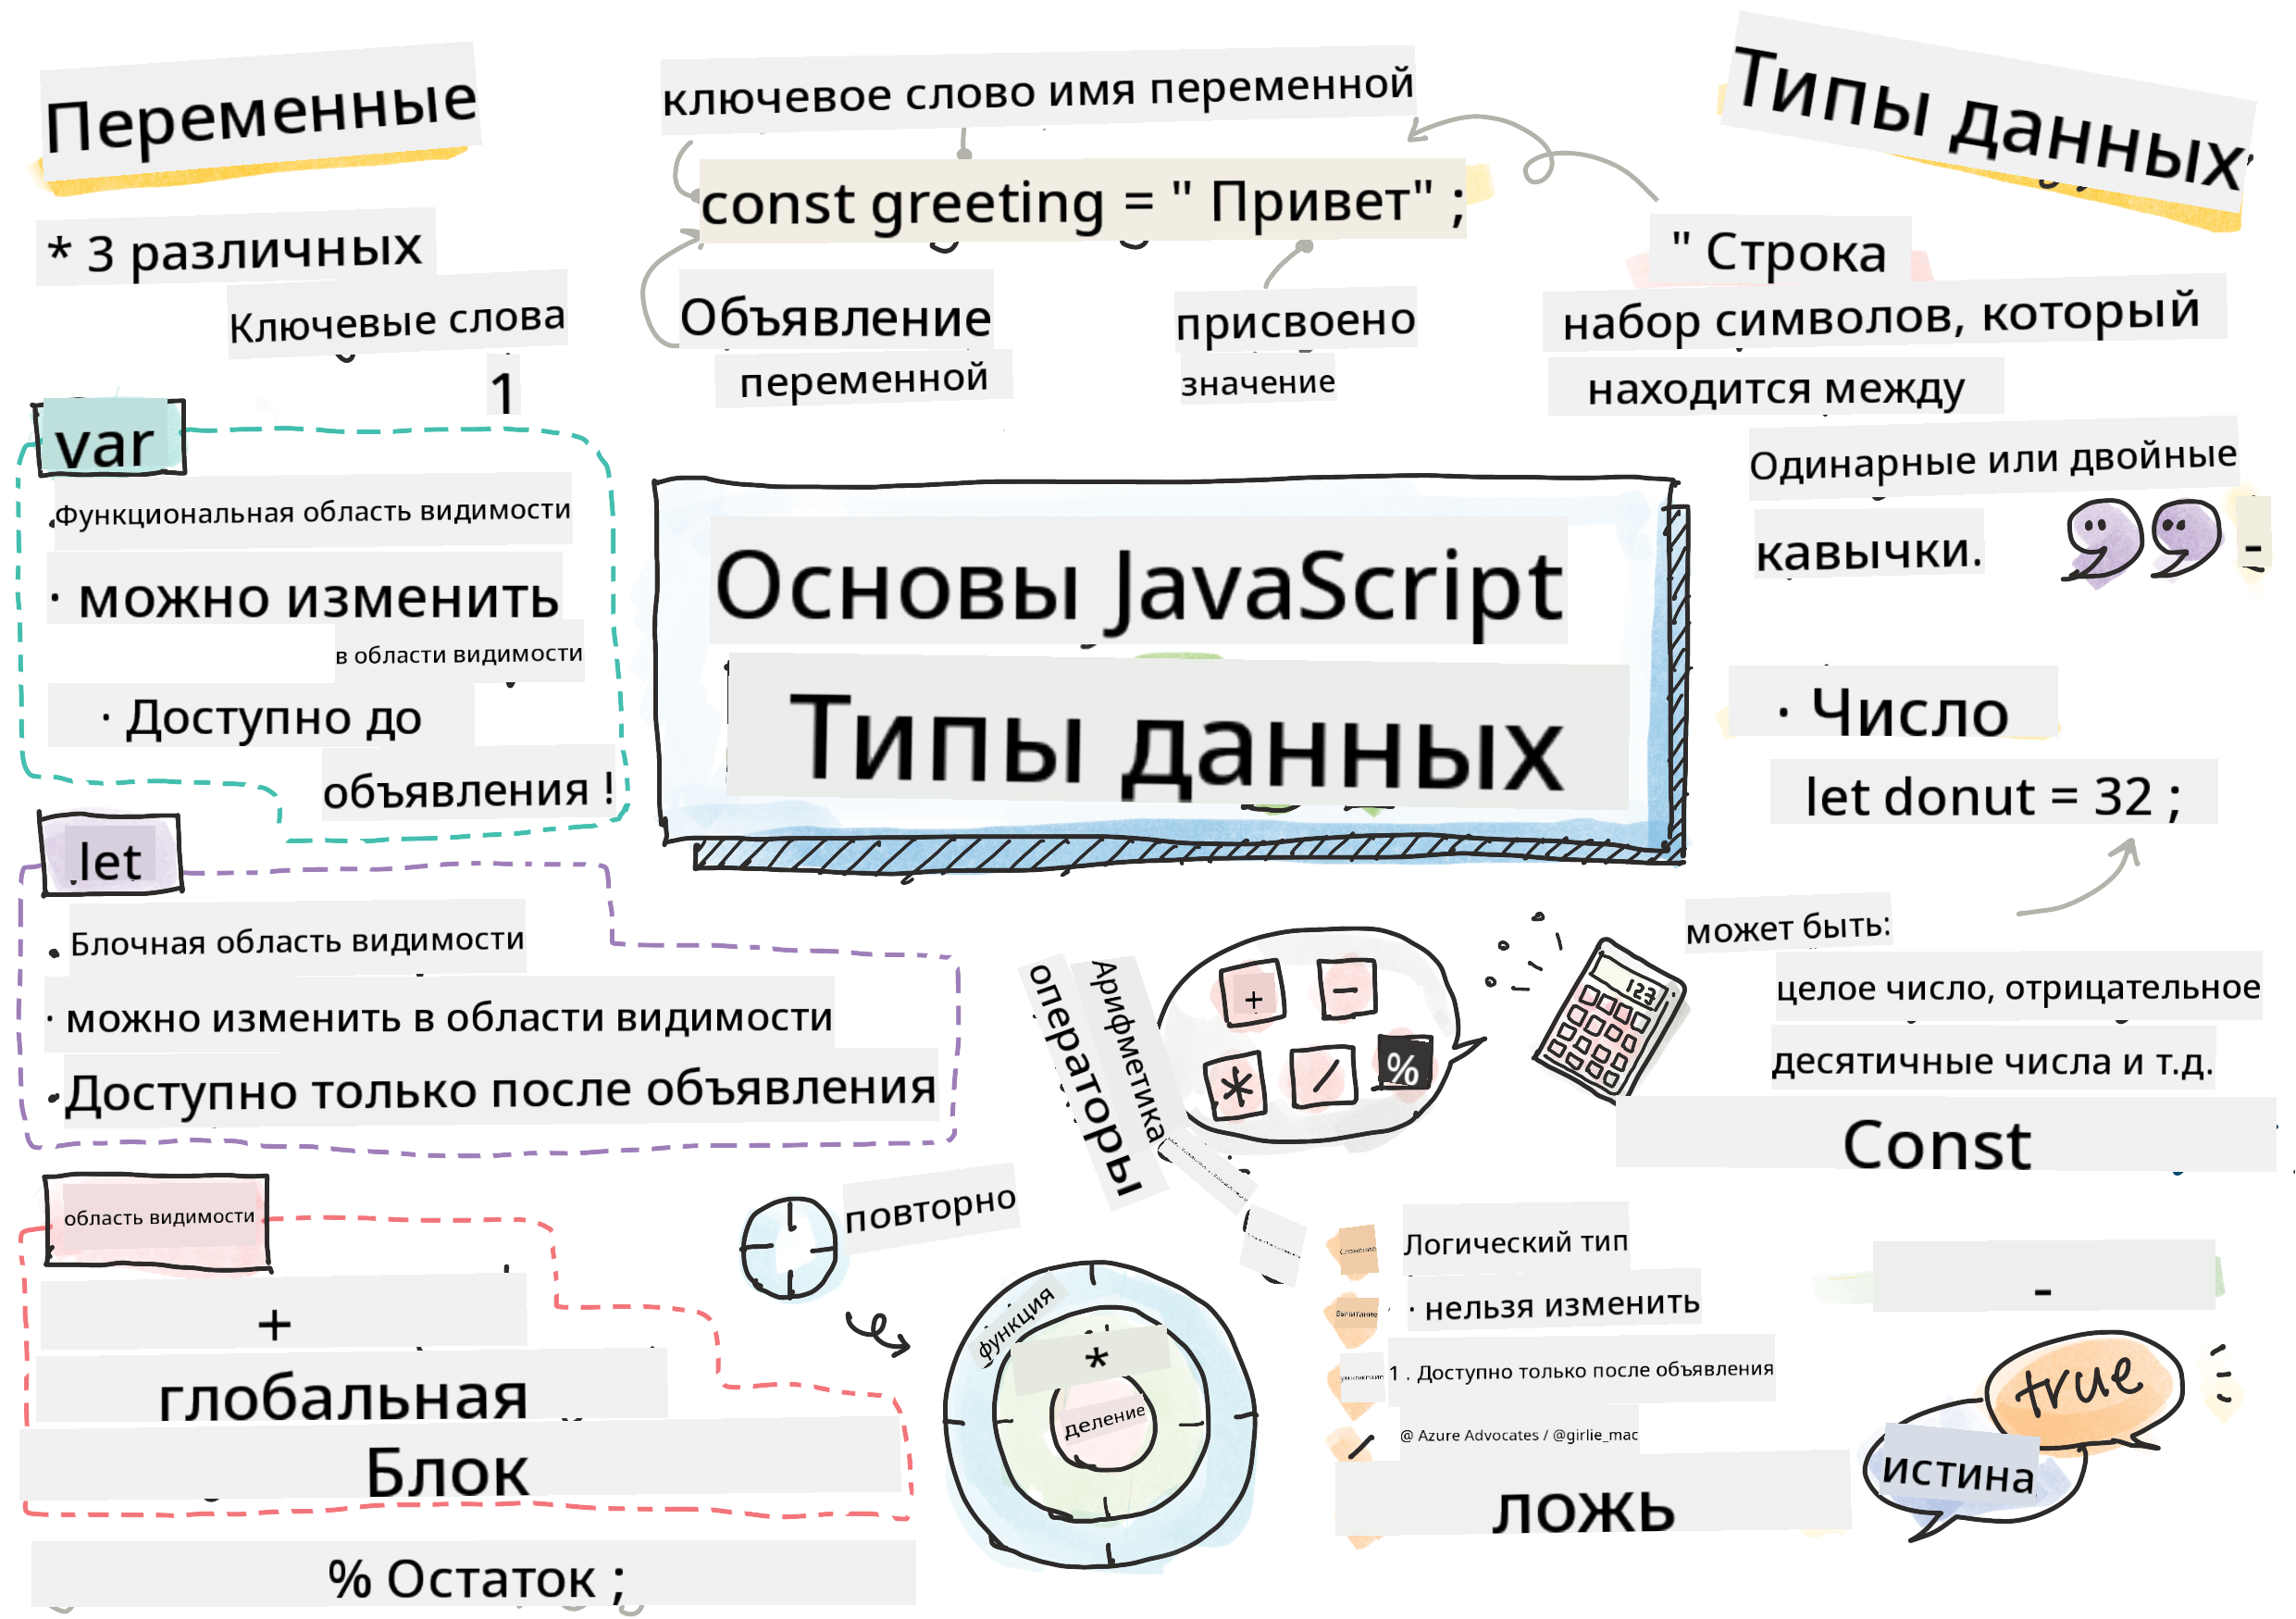 Переменные
* 3 различных
Ключевые слова
1
ключевое слово имя переменной
const greeting = " Привет" ;
Объявление
переменной
присвоено
значение
Типы данных
" Строка
набор символов, который
находится между
Одинарные или двойные
кавычки.
-
var
Функциональная область видимости
· можно изменить
в области видимости
· Доступно до
объявления !
Основы JavaScript
Типы данных
· Число
let donut = 32 ;
может быть:
целое число, отрицательное
десятичные числа и т.д.
Const
let
· Блочная область видимости
· можно изменить в области видимости
· Доступно только после объявления
Арифметика
операторы
+
−
*
/
%
123
область видимости
+
глобальная
Блок
% Остаток ;
повторно
функция
*
деление
Сложение
Вычитание
умножение
/
Логический тип
· нельзя изменить
1 . Доступно только после объявления
@ Azure Advocates / @girlie_mac
ложь
-
true
истина